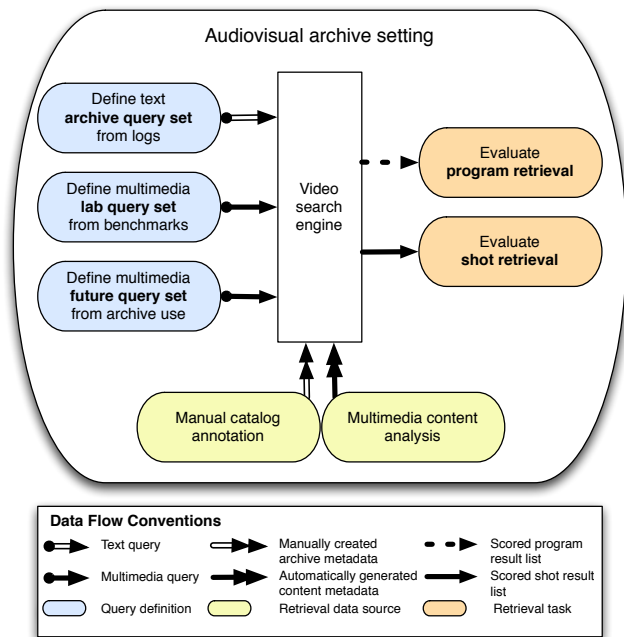 Audiovisual archive setting
Define text
archive query set
from logs
Define multimedia
lab query set
from benchmarks
Define multimedia
future query set
from archive use
Video
search
engine
Evaluate
program retrieval
Evaluate
shot retrieval
Manual catalog
annotation
Multimedia content
analysis
Data Flow Conventions
Text query
Manually created
archive metadata
Scored program
result list
Multimedia query
Automatically generated
content metadata
Scored shot result
list
Query definition
Retrieval data source
Retrieval task